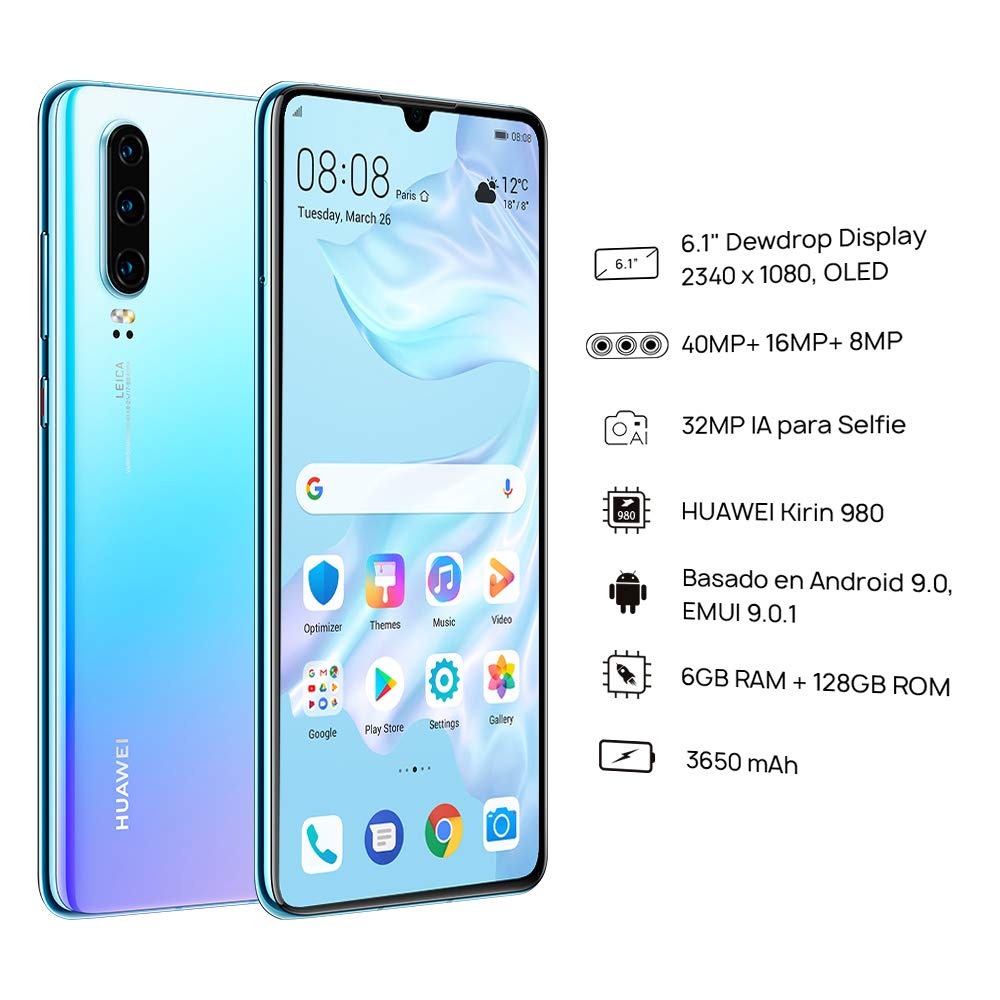 08:08
08:08
Paris
Tuesday, March 26
12°C
18°/8°
Optimizer
Themes
Music
Video
Google
Play Store
Settings
Gallery
LEICA
HUAWEI
6.1"
6.1" Dewdrop Display
2340 x 1080, OLED
40MP+ 16MP+ 8MP
AI
32MP IA para Selfie
980
HUAWEI Kirin 980
Basado en Android 9.0,
EMUI 9.0.1
6GB RAM + 128GB ROM
3650 mAh